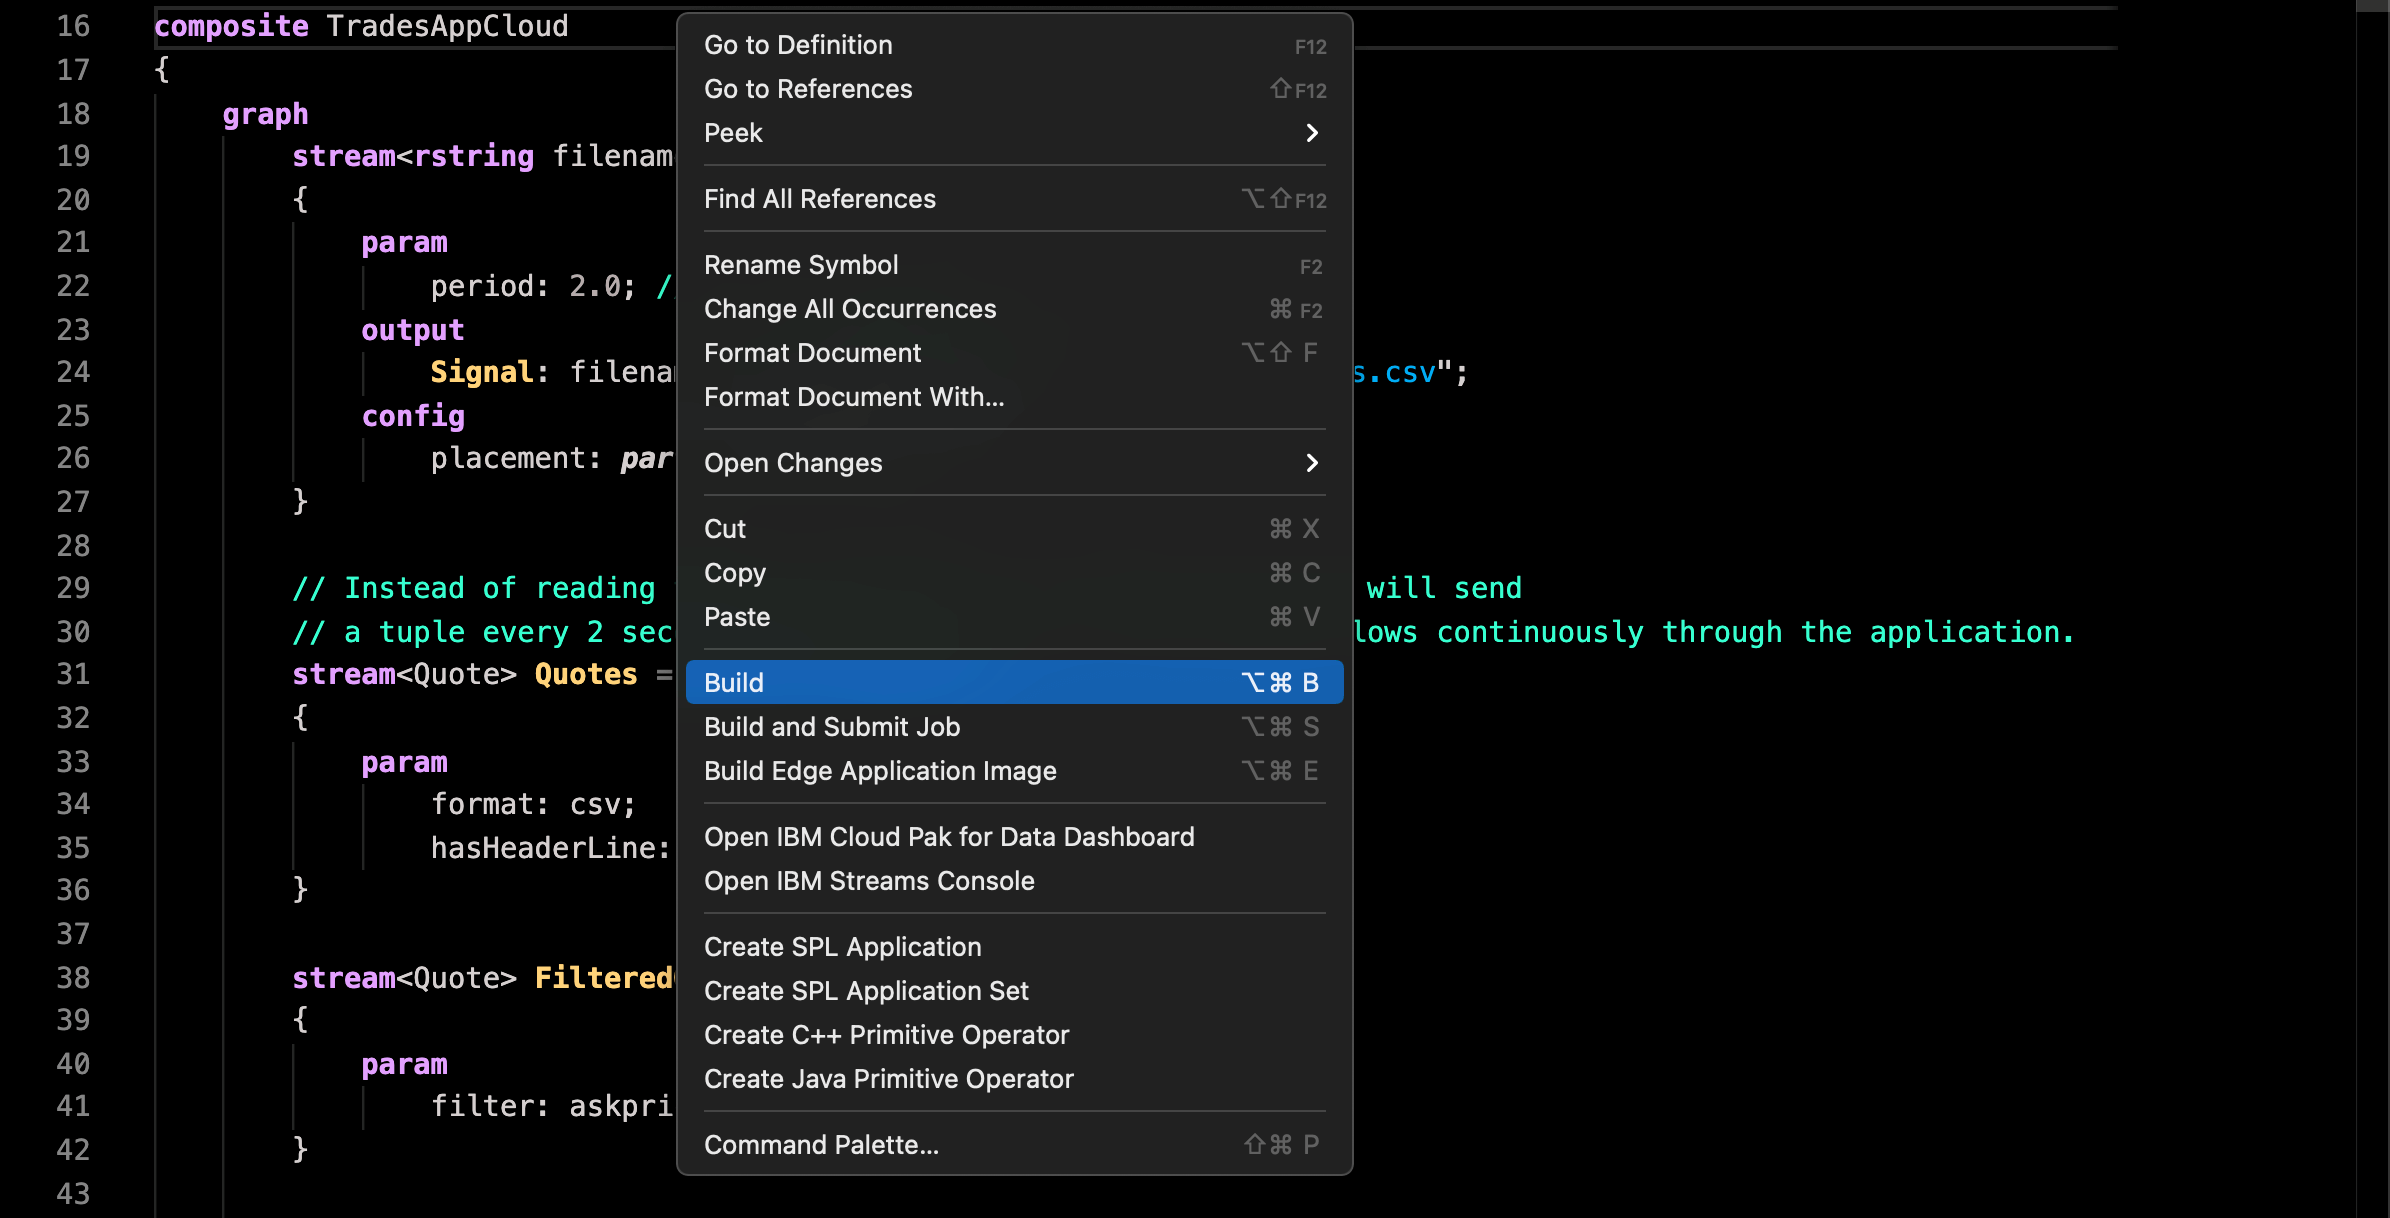 16 composite TradesAppCloud
17 {
18 graph
19 stream<rstring filenam
20 {
21 param
22 period: 2.0; /
23 output
24 Signal: filena s.csv";
25 config
26 placement: par
27 }
28
29 // Instead of reading will send
30 // a tuple every 2 sec lows continuously through the application.
31 stream<Quote> Quotes =
32 {
33 param
34 format: csv;
35 hasHeaderLine:
36 }
37
38 stream<Quote> Filtered
39 {
40 param
41 filter: askpri
42 }
43
Go to Definition F12
Go to References ⇧F12
Peek
Find All References ⌥⇧F12
Rename Symbol F2
Change All Occurrences ⌘ F2
Format Document ⌥⇧ F
Format Document With...
Open Changes
Cut ⌘ X
Copy ⌘ C
Paste ⌘ V
Build ⌥⌘ B
Build and Submit Job ⌥⌘ S
Build Edge Application Image ⌥⌘ E
Open IBM Cloud Pak for Data Dashboard
Open IBM Streams Console
Create SPL Application
Create SPL Application Set
Create C++ Primitive Operator
Create Java Primitive Operator
Command Palette... ⇧⌘ P